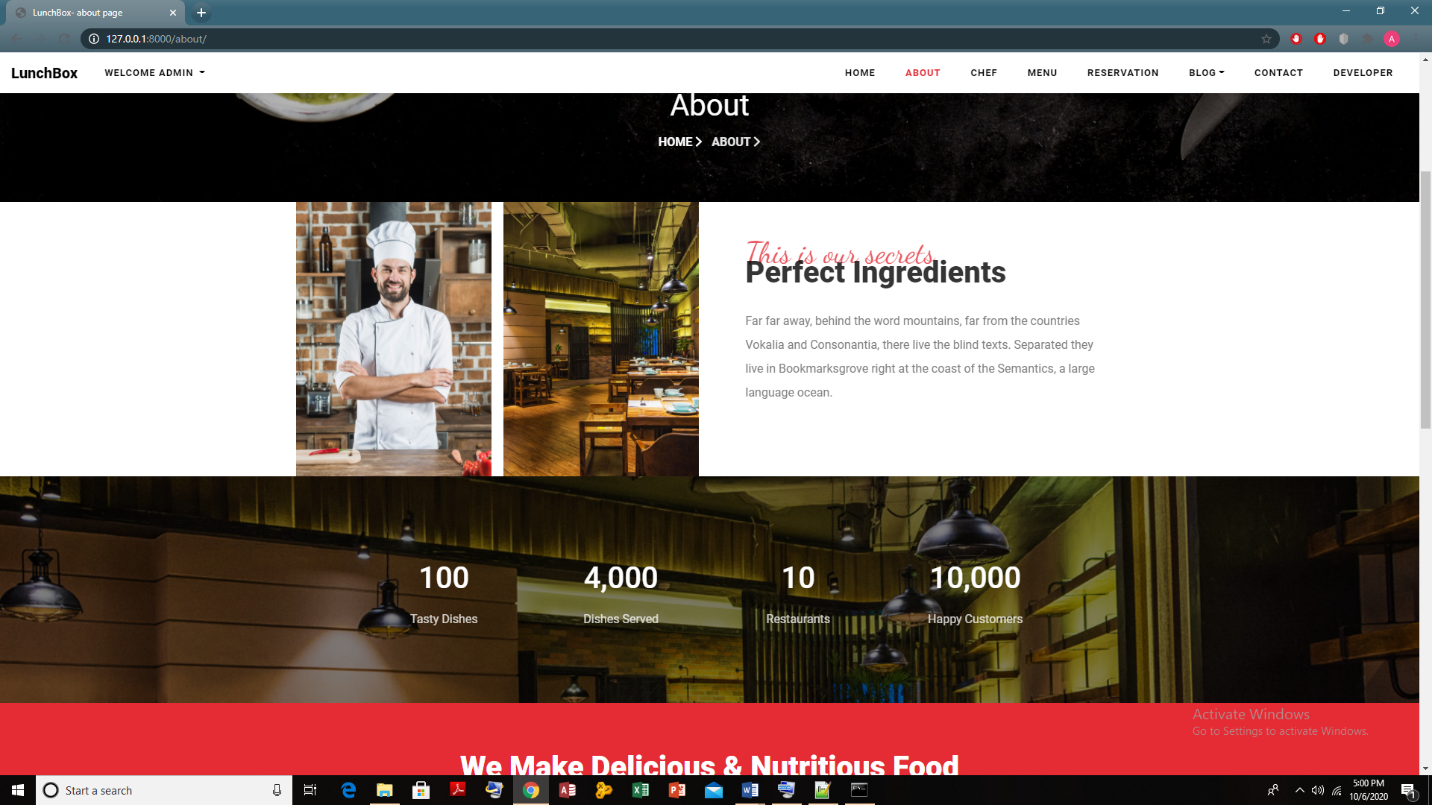 LunchBox- about page
127.0.0.1:8000/about/
A
LunchBox WELCOME ADMIN HOME ABOUT CHEF MENU RESERVATION BLOG CONTACT DEVELOPER
About
HOME ABOUT
This is our secrets
Perfect Ingredients
Far far away, behind the word mountains, far from the countries
Vokalia and Consonantia, there live the blind texts. Separated they
live in Bookmarksgrove right at the coast of the Semantics, a large
language ocean.
100 4,000 10 10,000
Tasty Dishes Dishes Served Restaurants Happy Customers
Activate Windows
Go to Settings to activate Windows.
We Make Delicious & Nutritious Food
Start a search
5:00 PM
10/6/2020
1